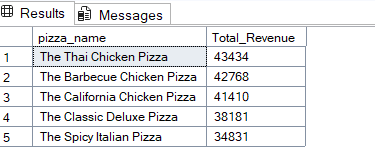 Results Messages
pizza_name Total_Revenue
1 The Thai Chicken Pizza 43434
2 The Barbecue Chicken Pizza 42768
3 The California Chicken Pizza 41410
4 The Classic Deluxe Pizza 38181
5 The Spicy Italian Pizza 34831